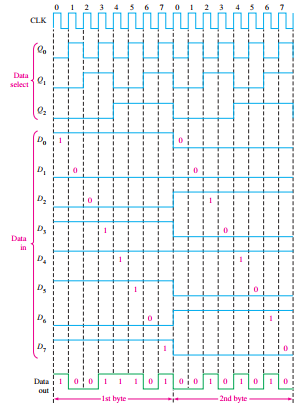 0 1 2 3 4 5 6 7 0 1 2 3 4 5 6 7
CLK
Q0
Data select
Q1
Q2
D0 1 0
D1 0 0
D2 0 1
D3 1 0
Data in
D4 1 1
D5 1 0
D6 0 1
D7 1 0
Data out 1 0 0 1 1 1 0 1 0 0 1 0 1 0 1 0
1st byte 2nd byte